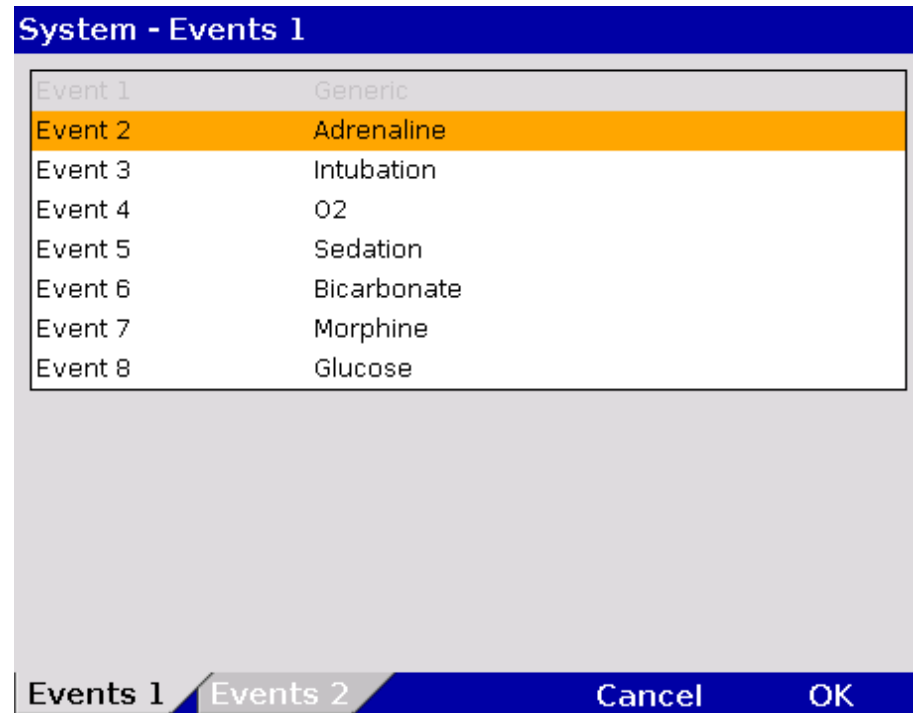 System - Events 1
Event 1 Generic
Event 2 Adrenaline
Event 3 Intubation
Event 4 O2
Event 5 Sedation
Event 6 Bicarbonate
Event 7 Morphine
Event 8 Glucose
Events 1 Events 2 Cancel OK